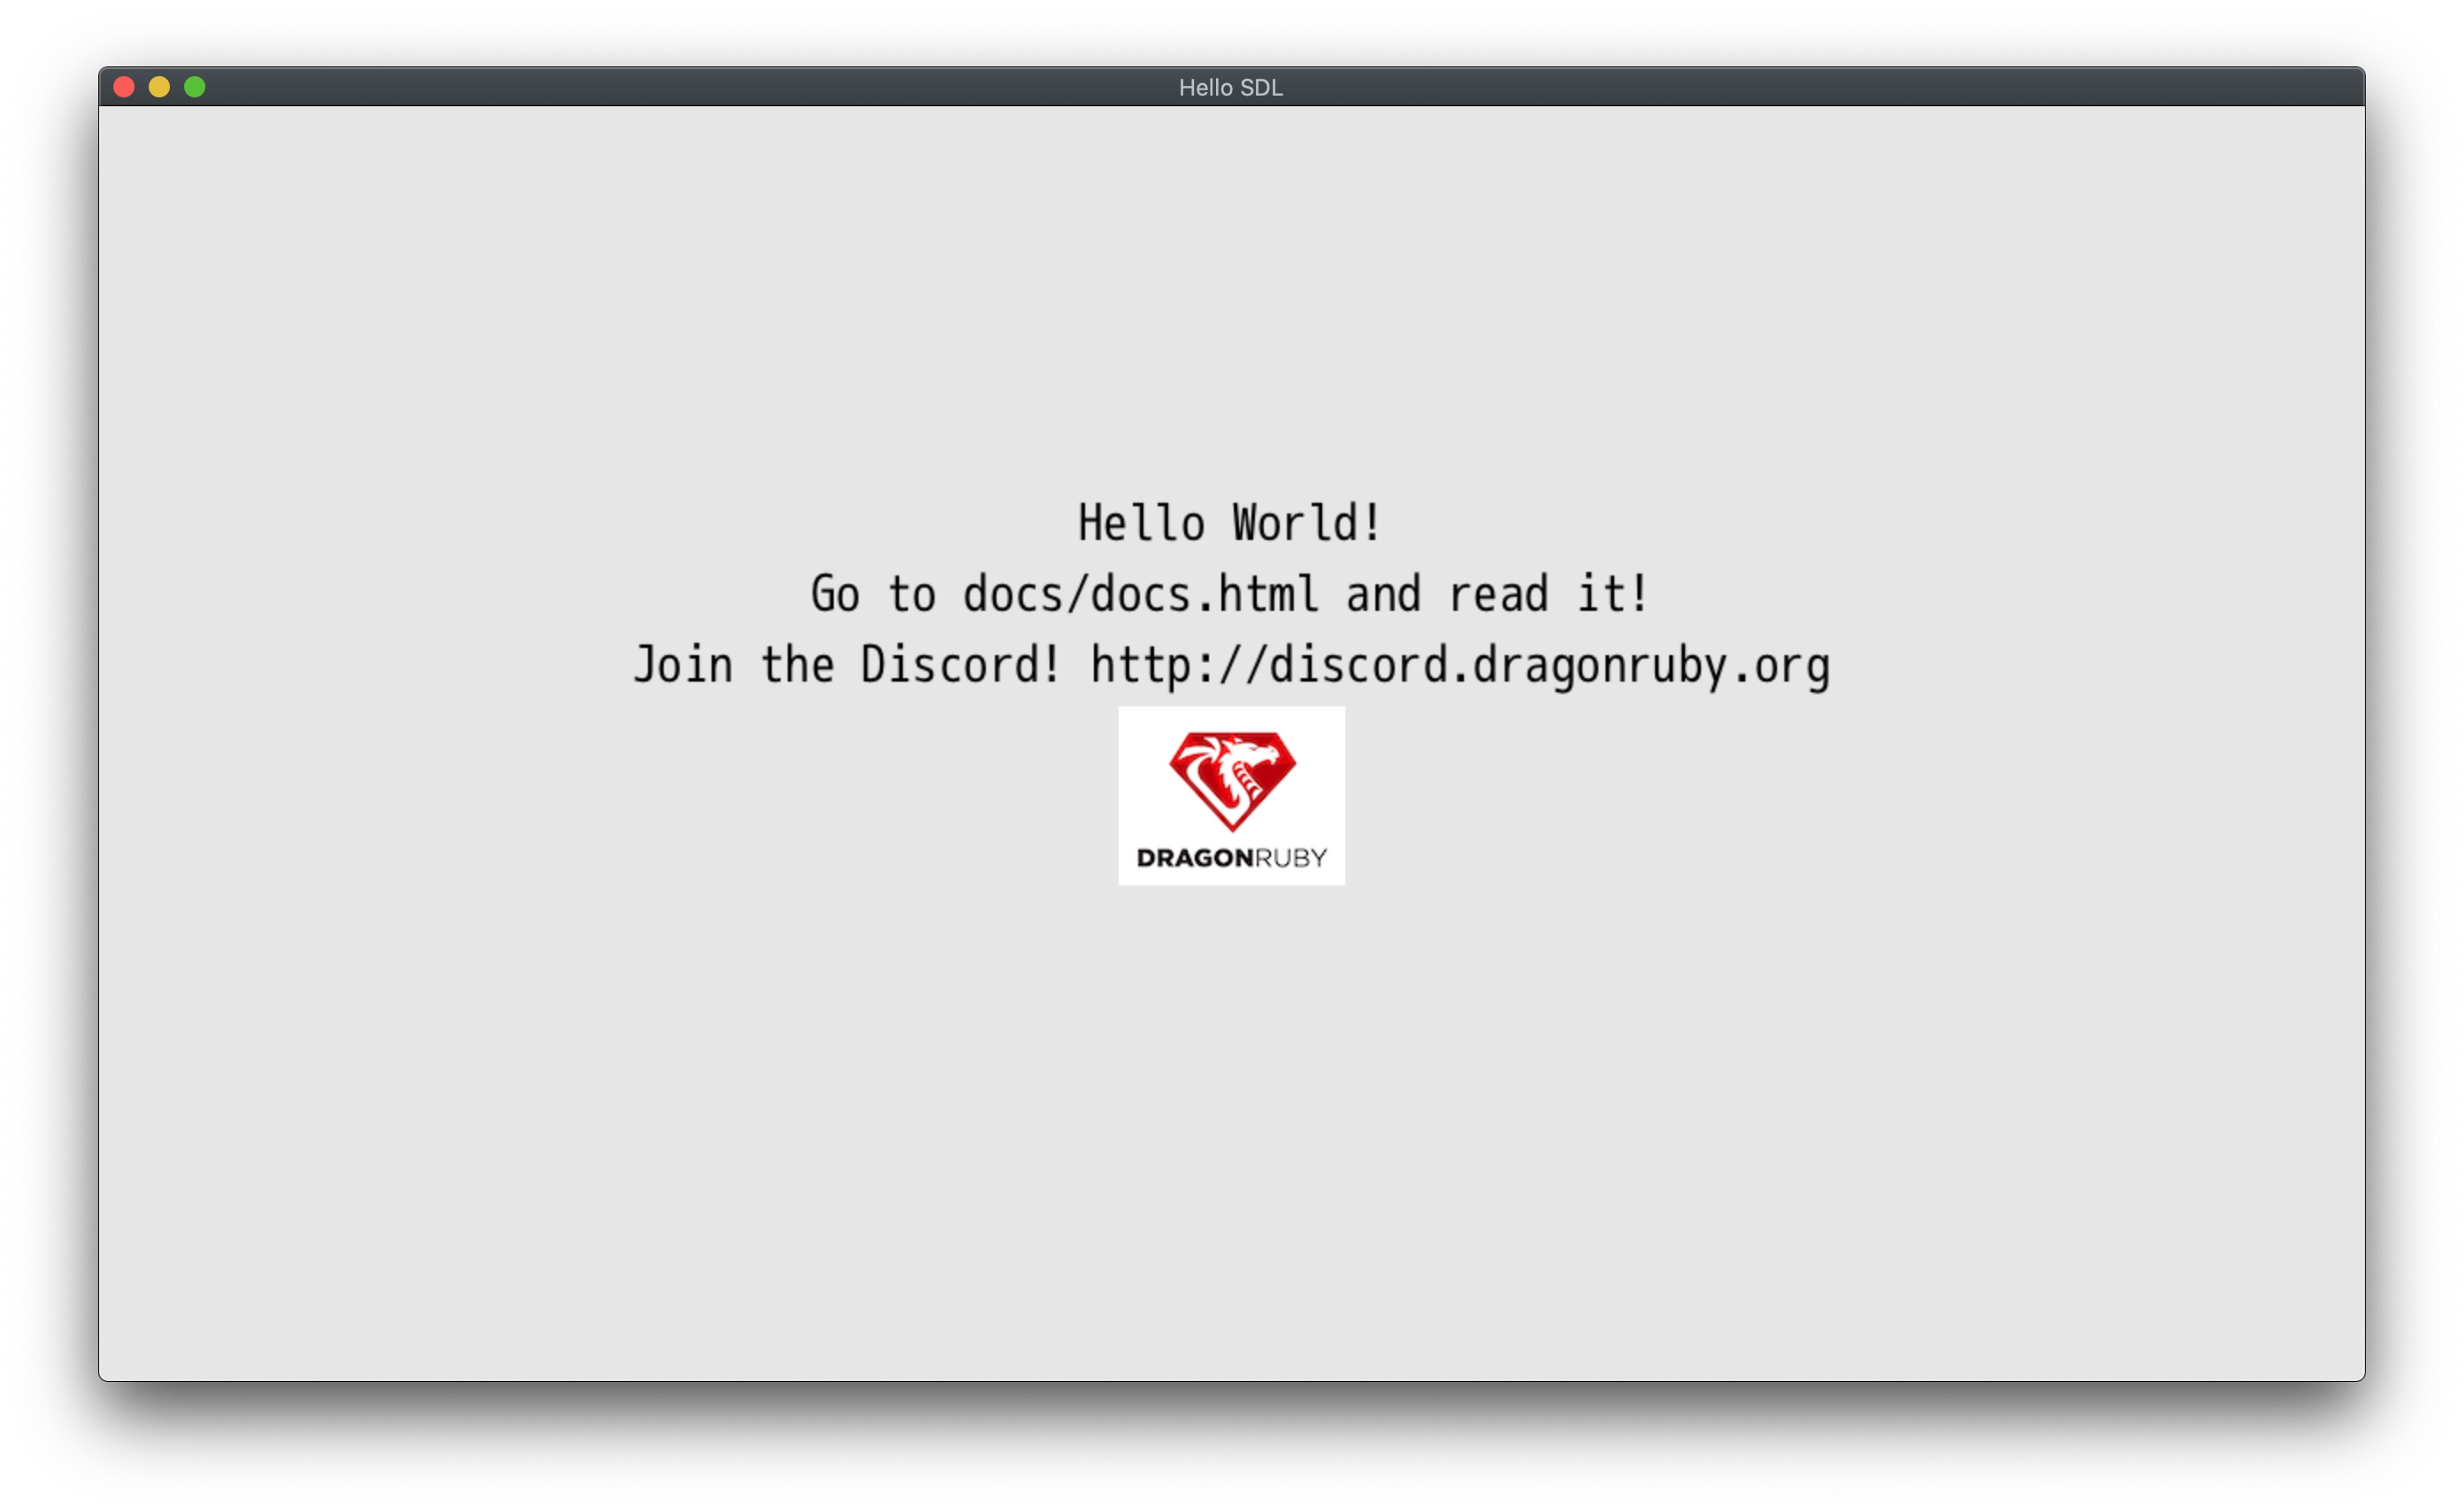 Hello SDL
Hello World!
Go to docs/docs.html and read it!
Join the Discord! http://discord.dragonruby.org
DRAGONRUBY